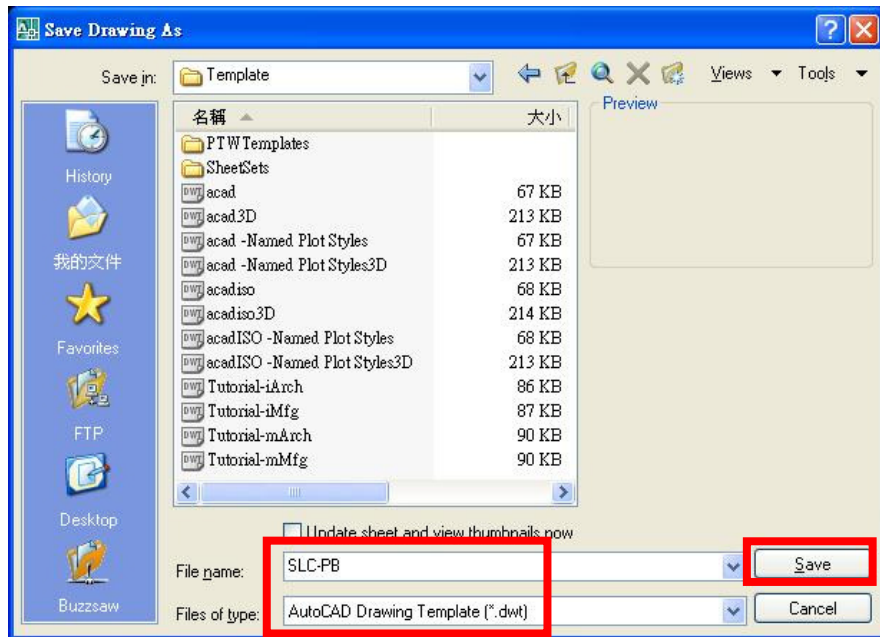 Save Drawing As
Save in: Template Views Tools
名稱 大小 Preview
PTWTemplates
SheetSets
acad 67 KB
acad3D 213 KB
acad -Named Plot Styles 67 KB
acad -Named Plot Styles3D 213 KB
acadiso 68 KB
acadiso3D 214 KB
acadISO -Named Plot Styles 68 KB
acadISO -Named Plot Styles3D 213 KB
Tutorial-iArch 86 KB
Tutorial-iMfg 87 KB
Tutorial-mArch 90 KB
Tutorial-mMfg 90 KB
History
我的文件
Favorites
FTP
Desktop
Buzzsaw
Update sheet and view thumbnails now
File name: SLC-PB Save
Files of type: AutoCAD Drawing Template (*.dwt) Cancel